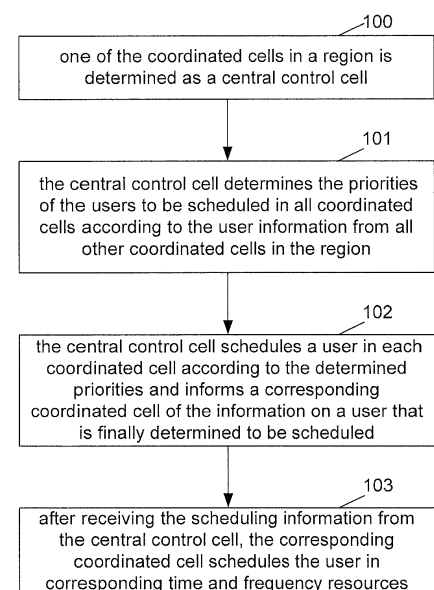 100
one of the coordinated cells in a region is
determined as a central control cell
101
the central control cell determines the priorities
of the users to be scheduled in all coordinated
cells according to the user information from all
other coordinated cells in the region
102
the central control cell schedules a user in each
coordinated cell according to the determined
priorities and informs a corresponding
coordinated cell of the information on a user that
is finally determined to be scheduled
103
after receiving the scheduling information from
the central control cell, the corresponding
coordinated cell schedules the user in
corresponding time and frequency resources